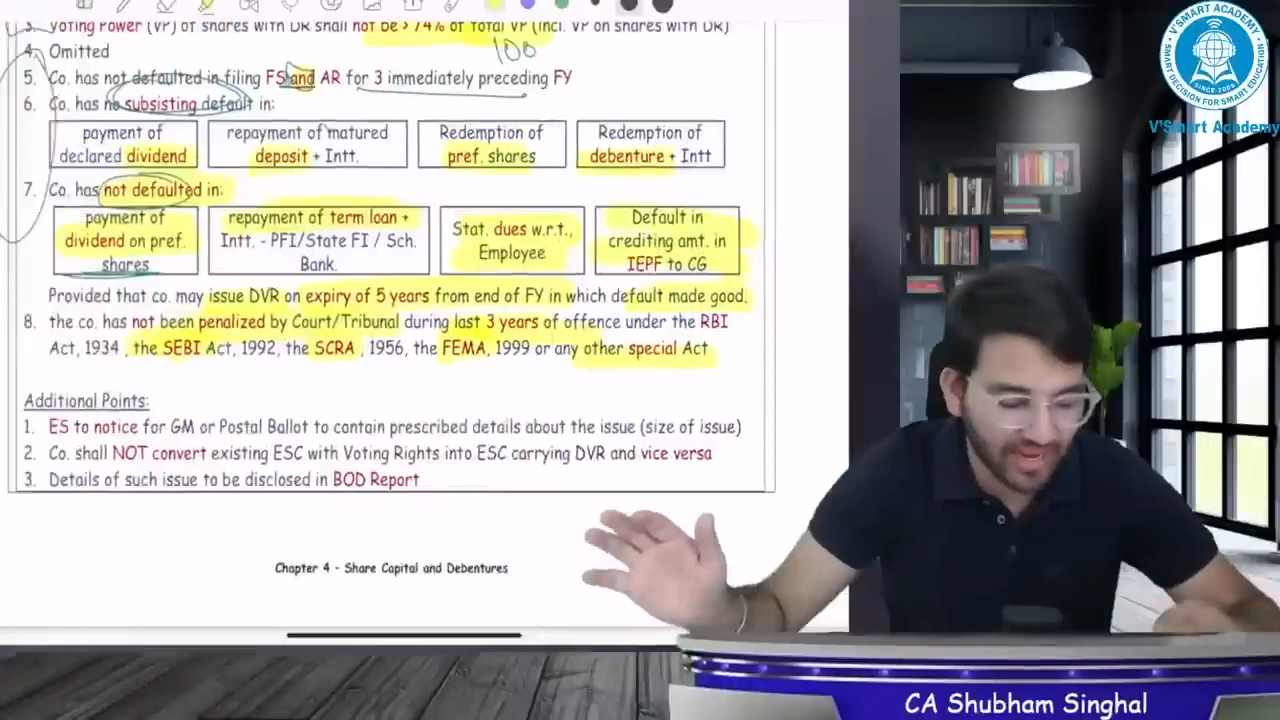 3. Voting Power (VP) of shares with DR shall not be > 74% of Total VP (incl. VP on shares with DR)
100
4. Omitted
5. Co. has not defaulted in filing FS and AR for 3 immediately preceding FY
6. Co. has no subsisting default in:
payment of declared dividend
repayment of matured deposit + Intt.
Redemption of pref. shares
Redemption of debenture + Intt
7. Co. has not defaulted in:
payment of dividend on pref. shares
repayment of term loan + Intt. - PFI/State FI / Sch. Bank.
Stat. dues w.r.t., Employee
Default in crediting amt. in IEPF to CG
Provided that co. may issue DVR on expiry of 5 years from end of FY in which default made good.
8. the co. has not been penalized by Court/Tribunal during last 3 years of offence under the RBI
Act, 1934 , the SEBI Act, 1992, the SCRA , 1956, the FEMA, 1999 or any other special Act
Additional Points:
1. ES to notice for GM or Postal Ballot to contain prescribed details about the issue (size of issue)
2. Co. shall NOT convert existing ESC with Voting Rights into ESC carrying DVR and vice versa
3. Details of such issue to be disclosed in BOD Report
Chapter 4 - Share Capital and Debentures
V'SMART ACADEMY
SINCE-2005
DECISION FOR SMART EDUCATION
V'Smart Academy
CA Shubham Singhal